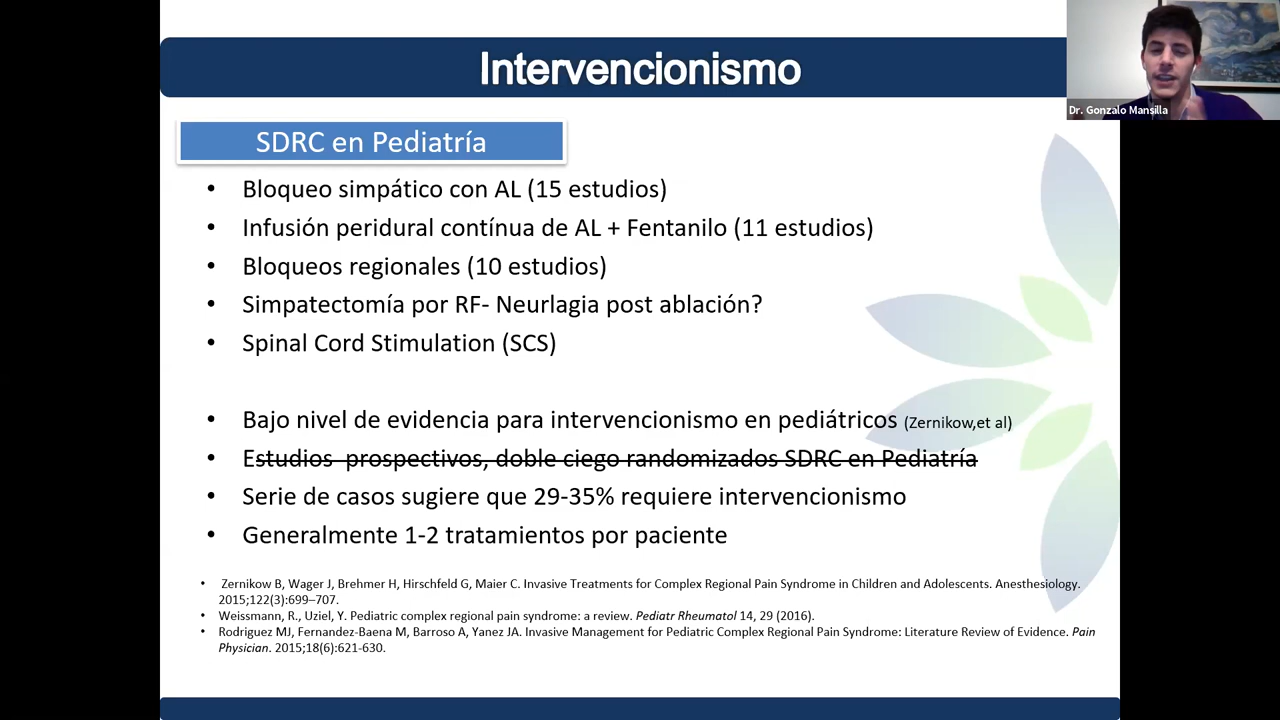 Intervencionismo
Dr. Gonzalo Mansilla
SDRC en Pediatría
• Bloqueo simpático con AL (15 estudios)
• Infusión peridural contínua de AL + Fentanilo (11 estudios)
• Bloqueos regionales (10 estudios)
• Simpatectomía por RF- Neurlagia post ablación?
• Spinal Cord Stimulation (SCS)
• Bajo nivel de evidencia para intervencionismo en pediátricos (Zernikow,et al)
• Estudios prospectivos, doble ciego randomizados SDRC en Pediatría
• Serie de casos sugiere que 29-35% requiere intervencionismo
• Generalmente 1-2 tratamientos por paciente
• Zernikow B, Wager J, Brehmer H, Hirschfeld G, Maier C. Invasive Treatments for Complex Regional Pain Syndrome in Children and Adolescents. Anesthesiology.
2015;122(3):699–707.
• Weissmann, R., Uziel, Y. Pediatric complex regional pain syndrome: a review. Pediatr Rheumatol 14, 29 (2016).
• Rodriguez MJ, Fernandez-Baena M, Barroso A, Yanez JA. Invasive Management for Pediatric Complex Regional Pain Syndrome: Literature Review of Evidence. Pain
Physician. 2015;18(6):621-630.